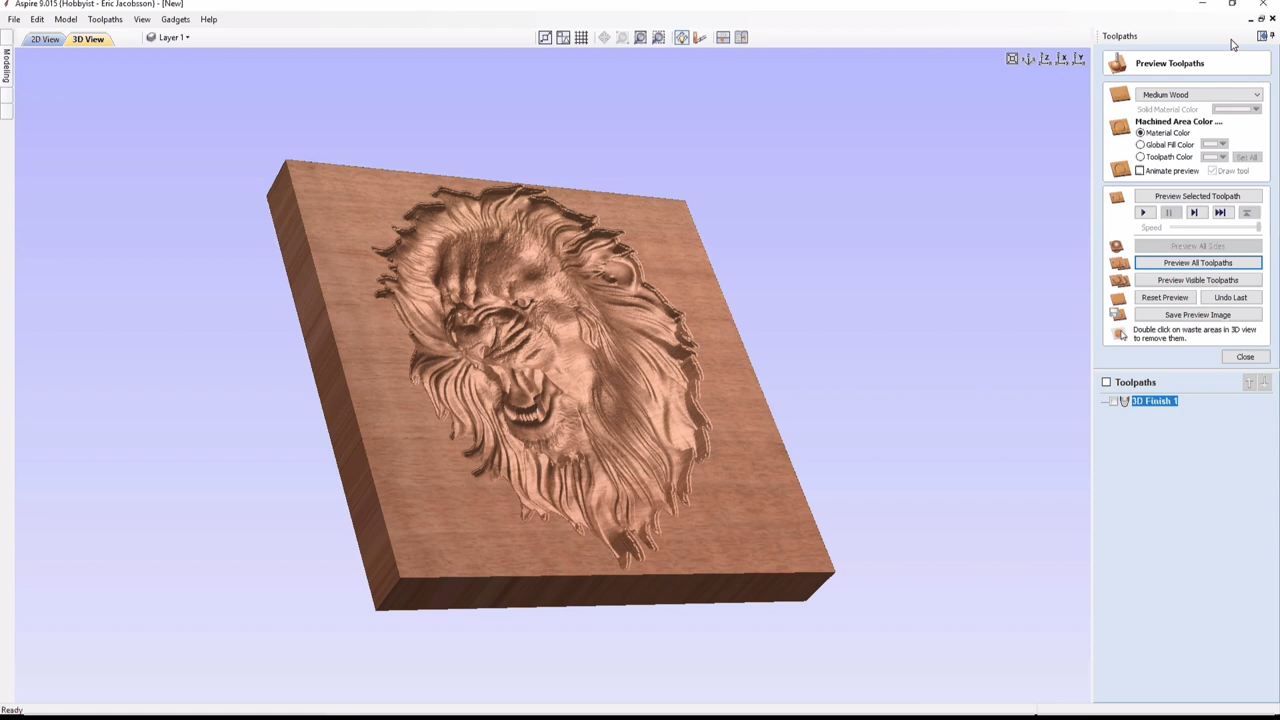 Aspire 9.015 (Hobbyist - Eric Jacobsson) - [New]
File Edit Model Toolpaths View Gadgets Help
2D View 3D View Layer 1
Modeling
Toolpaths
Preview Toolpaths
Medium Wood
Solid Material Color
Machined Area Color ....
Material Color
Global Fill Color
Toolpath Color Set All
Animate preview Draw tool
Preview Selected Toolpath
Speed
Preview All Sides
Preview All Toolpaths
Preview Visible Toolpaths
Reset Preview Undo Last
Save Preview Image
Double click on waste areas in 3D view
to remove them.
Close
Toolpaths
3D Finish 1
Ready